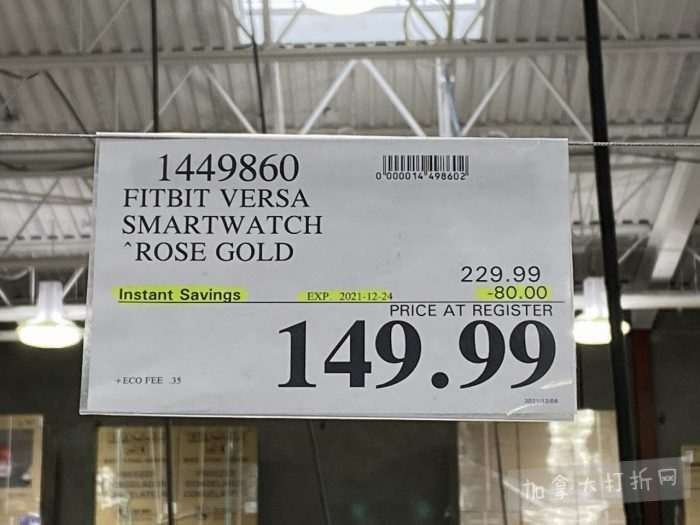 1449860
0 000014 498602
FITBIT VERSA
SMARTWATCH
^ROSE GOLD
229.99
Instant Savings EXP. 2021-12-24 -80.00
PRICE AT REGISTER
149.99
+ECO FEE .35
2021/12/06
加拿大打折网